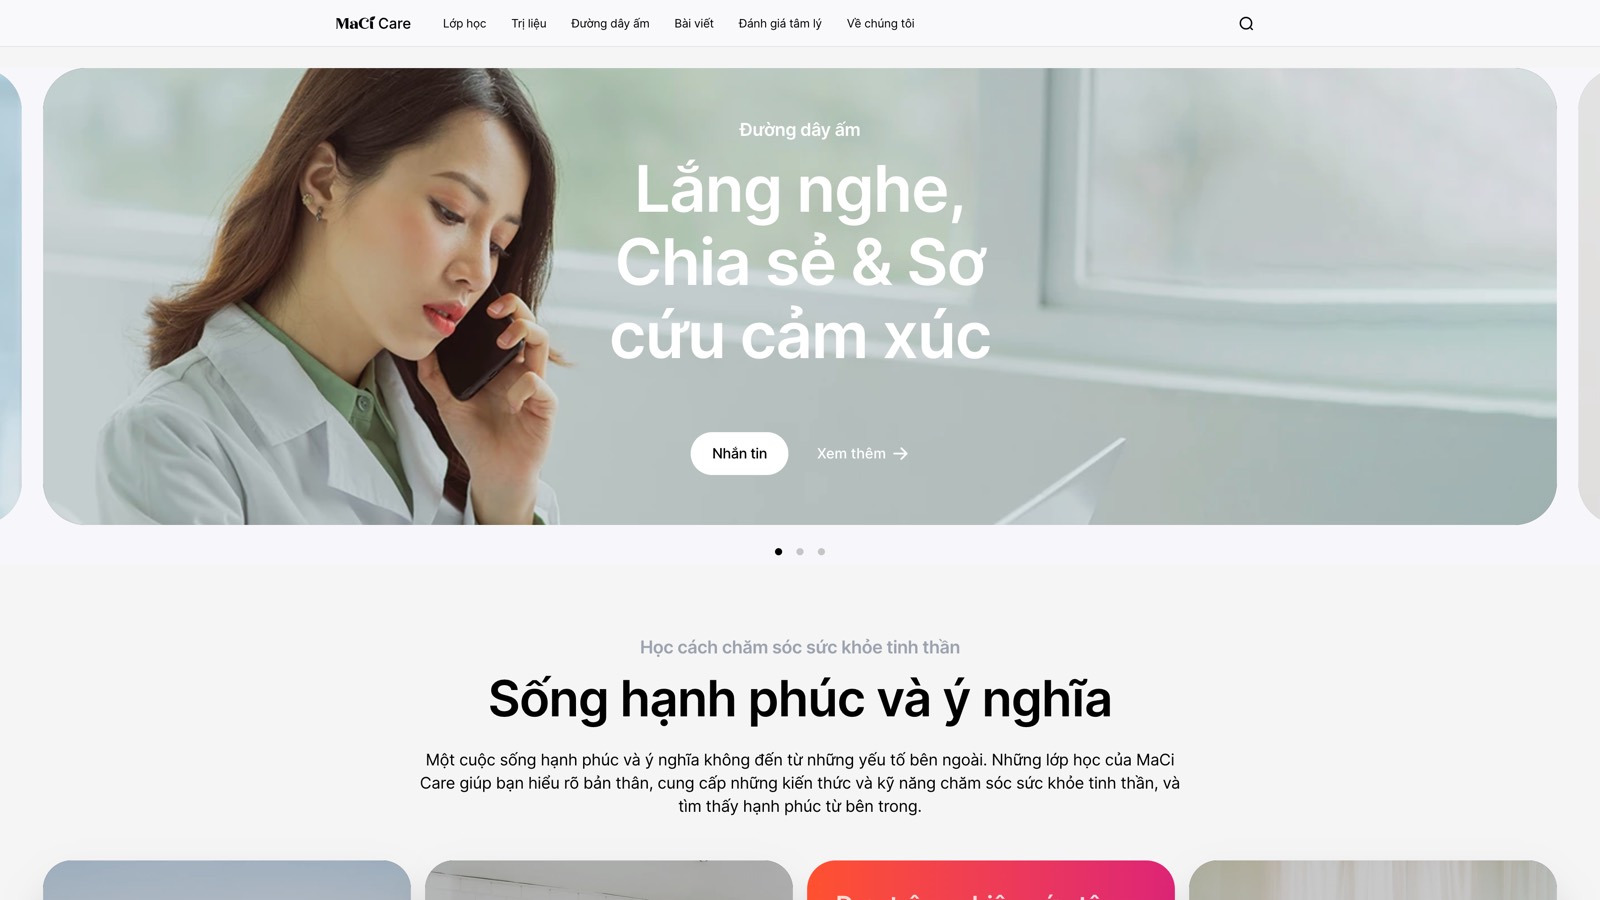 MaCi Care
Lớp học
Trị liệu
Đường dây ấm
Bài viết
Đánh giá tâm lý
Về chúng tôi
Đường dây ấm
Lắng nghe,
Chia sẻ & Sơ
cứu cảm xúc
Nhắn tin
Xem thêm
Học cách chăm sóc sức khỏe tinh thần
Sống hạnh phúc và ý nghĩa
Một cuộc sống hạnh phúc và ý nghĩa không đến từ những yếu tố bên ngoài. Những lớp học của MaCi
Care giúp bạn hiểu rõ bản thân, cung cấp những kiến thức và kỹ năng chăm sóc sức khỏe tinh thần, và
tìm thấy hạnh phúc từ bên trong.